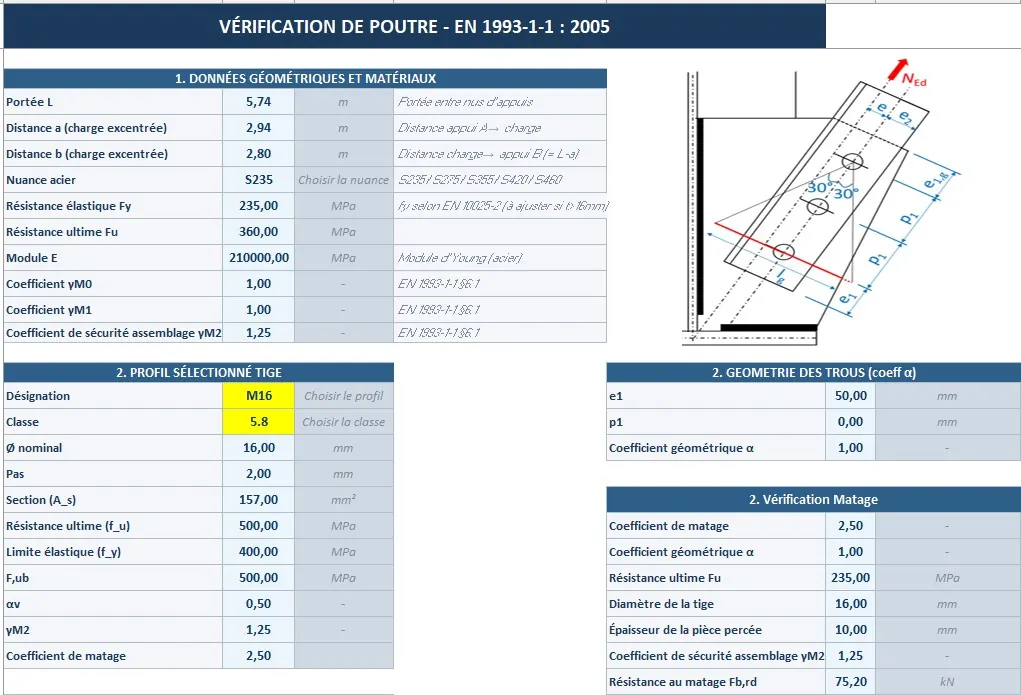 VÉRIFICATION DE POUTRE - EN 1993-1-1 : 2005
1. DONNÉES GÉOMÉTRIQUES ET MATÉRIAUX
Portée L 5,74 m Portée entre nus d'appuis
Distance a (charge excentrée) 2,94 m Distance appui A→ charge
Distance b (charge excentrée) 2,80 m Distance charge→ appui B (= L-a)
Nuance acier S235 Choisir la nuance S235 / S275 / S355 / S420 / S460
Résistance élastique Fy 235,00 MPa fy selon EN 10025-2 (à ajuster si t>16mm)
Résistance ultime Fu 360,00 MPa
Module E 210000,00 MPa Module d'Young (acier)
Coefficient γM0 1,00 - EN 1993-1-1 §6.1
Coefficient γM1 1,00 - EN 1993-1-1 §6.1
Coefficient de sécurité assemblage γM2 1,25 - EN 1993-1-1 §6.1
N Ed
e2 e2
30° 30°
e1,g
p1
p1
lg
e1
2. PROFIL SÉLECTIONNÉ TIGE
Désignation M16 Choisir le profil
Classe 5.8 Choisir la classe
Ø nominal 16,00 mm
Pas 2,00 mm
Section (A_s) 157,00 mm²
Résistance ultime (f_u) 500,00 MPa
Limite élastique (f_y) 400,00 MPa
F,ub 500,00 MPa
αv 0,50 -
γM2 1,25 -
Coefficient de matage 2,50
2. GEOMETRIE DES TROUS (coeff α)
e1 50,00 mm
p1 0,00 mm
Coefficient géométrique α 1,00 -
2. Vérification Matage
Coefficient de matage 2,50 -
Coefficient géométrique α 1,00 -
Résistance ultime Fu 235,00 MPa
Diamètre de la tige 16,00 mm
Épaisseur de la pièce percée 10,00 mm
Coefficient de sécurité assemblage γM2 1,25 -
Résistance au matage Fb,rd 75,20 kN